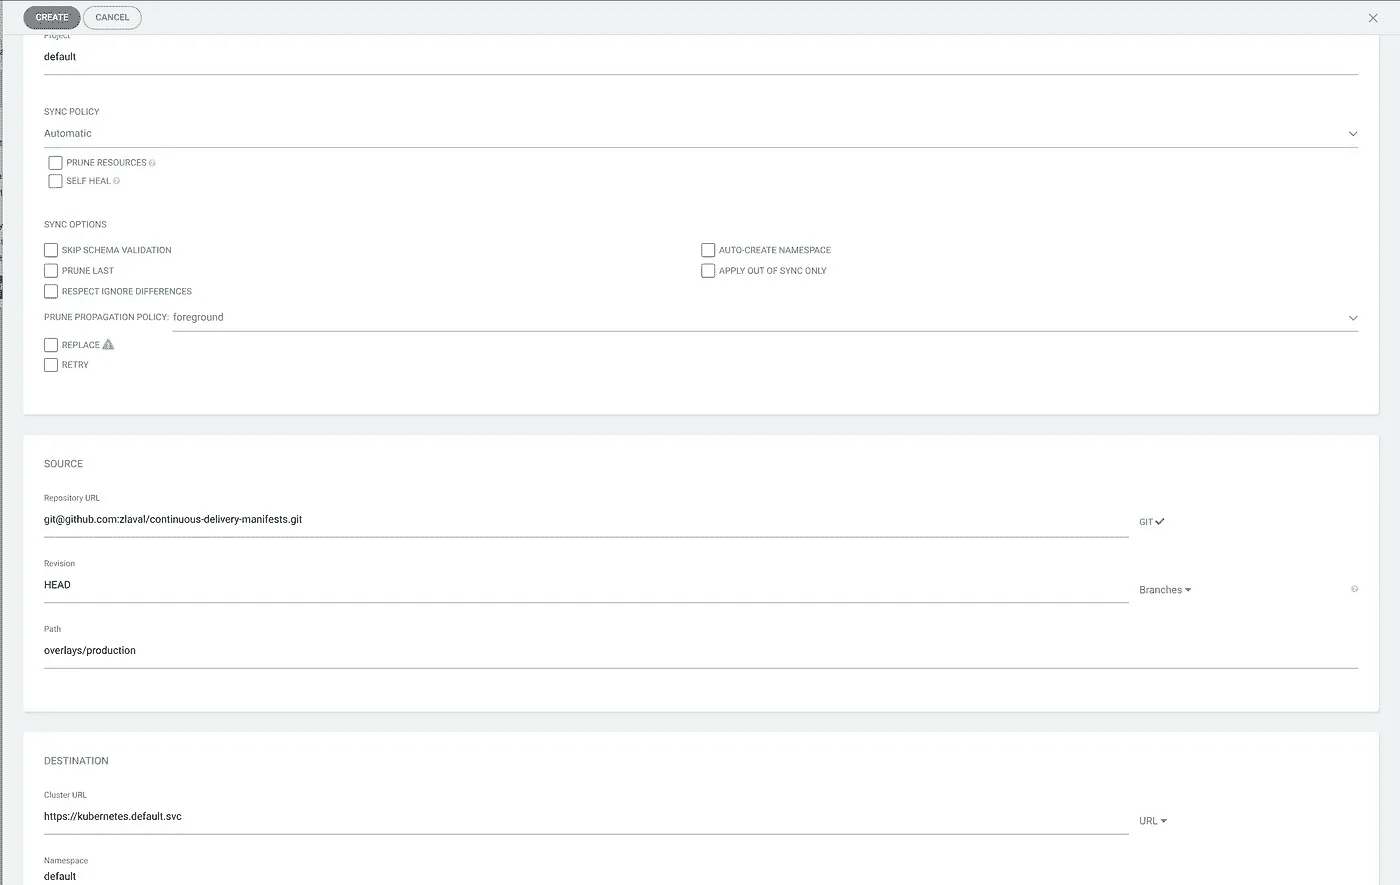 CREATE CANCEL
Project
default
SYNC POLICY
Automatic
PRUNE RESOURCES
SELF HEAL
SYNC OPTIONS
SKIP SCHEMA VALIDATION AUTO-CREATE NAMESPACE
PRUNE LAST APPLY OUT OF SYNC ONLY
RESPECT IGNORE DIFFERENCES
PRUNE PROPAGATION POLICY: foreground
REPLACE
RETRY
SOURCE
Repository URL
git@github.com:zlaval/continuous-delivery-manifests.git GIT
Revision
HEAD Branches
Path
overlays/production
DESTINATION
Cluster URL
https://kubernetes.default.svc URL
Namespace
default